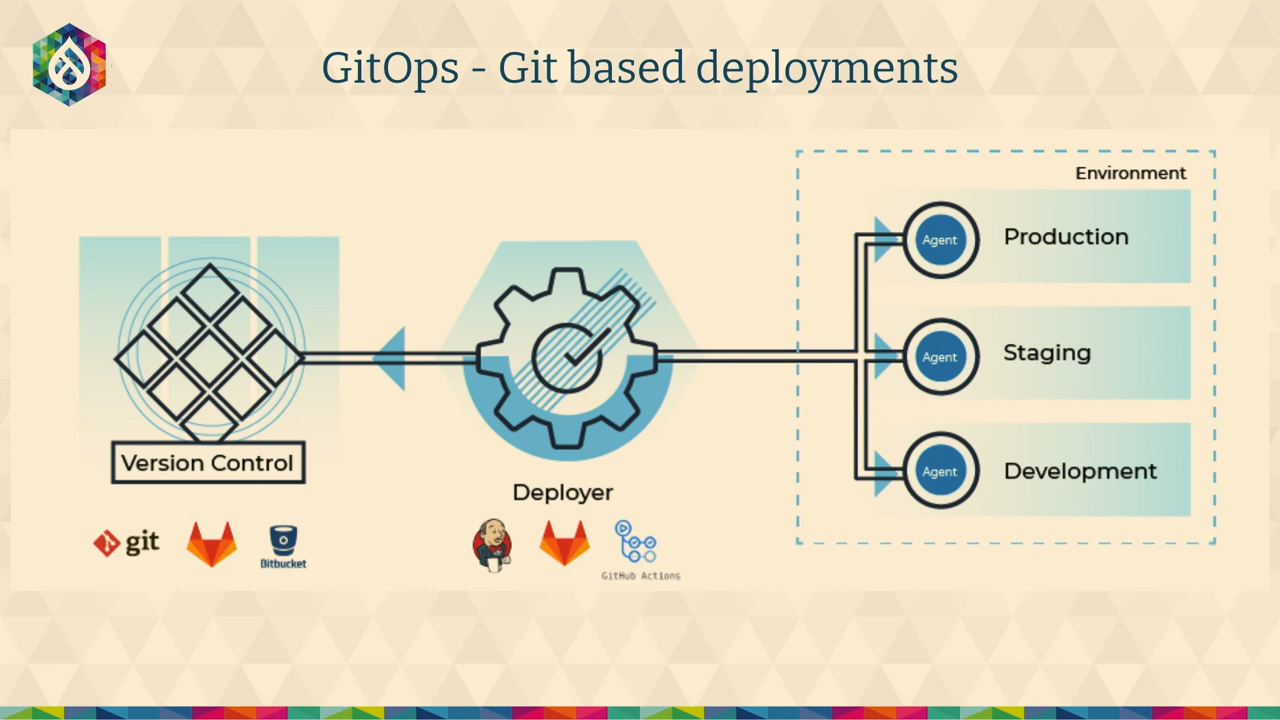 GitOps - Git based deployments
Environment
Agent
Production
Agent
Staging
Agent
Development
Version Control
Deployer
git
Bitbucket
GitHub Actions